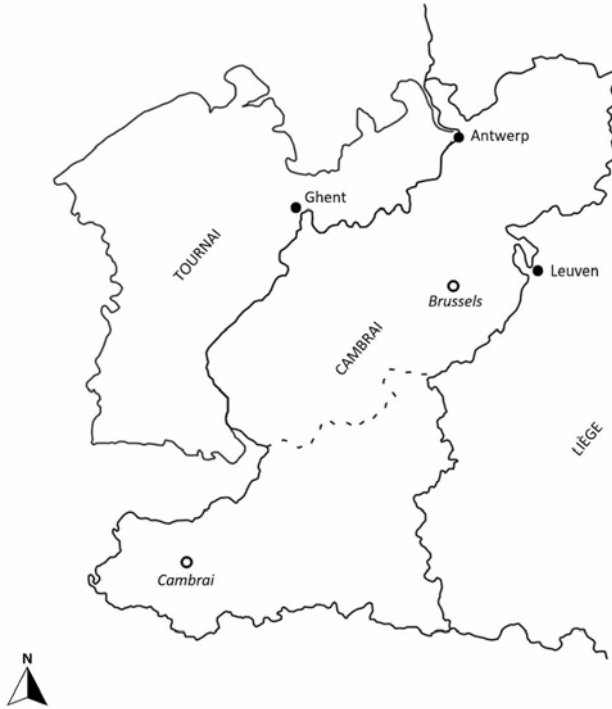 Antwerp
Ghent
TOURNAI
Leuven
Brussels
CAMBRAI
LIÈGE
Cambrai
N